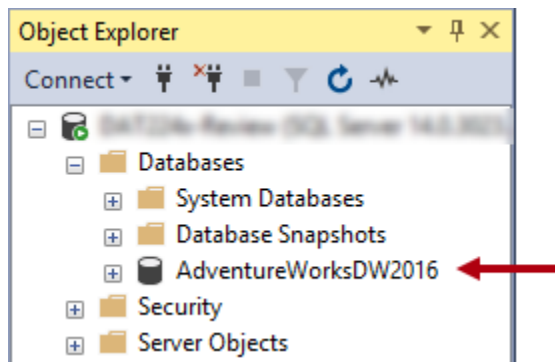 Object Explorer
Connect
Databases
System Databases
Database Snapshots
AdventureWorksDW2016
Security
Server Objects